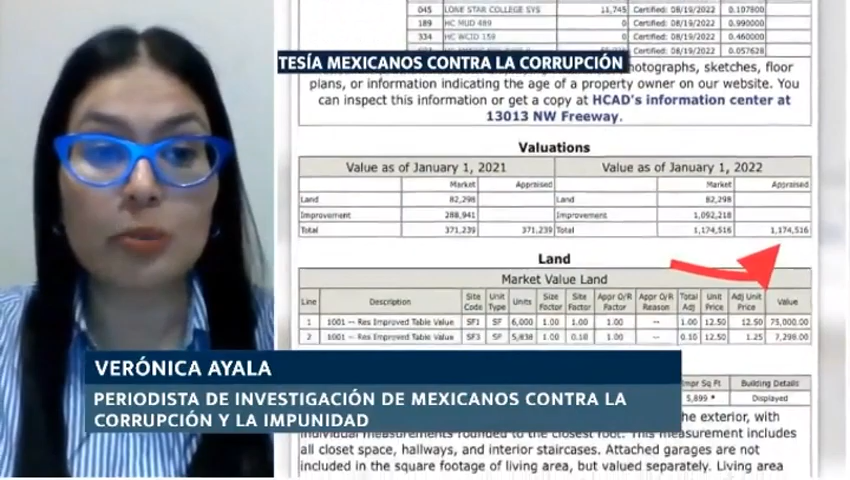 045 LONE STAR COLLEGE SYS 11,745 Certified: 08/19/2022 0.107800
189 HC MUD 489 0 Certified: 08/19/2022 0.990000
334 HC WCID 159 0 Certified: 08/19/2022 0.460000
Certified: 08/19/2022 0.057628
TESÍA MEXICANOS CONTRA LA CORRUPCIÓN
hotographs, sketches, floor
plans, or information indicating the age of a property owner on our website. You
can inspect this information or get a copy at HCAD's information center at
13013 NW Freeway.
Valuations
Value as of January 1, 2021 Value as of January 1, 2022
Market Appraised Market Appraised
Land 82,298 Land 82,298
Improvement 288,941 Improvement 1,092,218
Total 371,239 371,239 Total 1,174,516 1,174,516
Land
Market Value Land
Line Description Site Code Unit Type Units Size Factor Site Factor Appr O/R Factor Appr O/R Reason Total Adj Unit Price Adj Unit Price Value
1 1001 -- Res Improved Table Value SF1 SF 6,000 1.00 1.00 1.00 -- 1.00 12.50 12.50 75,000.00
2 1001 -- Res Improved Table Value SF3 SF 5,838 1.00 0.10 1.00 -- 0.10 12.50 1.25 7,298.00
VERÓNICA AYALA
PERIODISTA DE INVESTIGACIÓN DE MEXICANOS CONTRA LA
CORRUPCIÓN Y LA IMPUNIDAD
Impr Sq Ft Building Details
5,899 * Displayed
he exterior, with
individual measurements rounded to the closest foot. This measurement includes
all closet space, hallways, and interior staircases. Attached garages are not
included in the square footage of living area, but valued separately. Living area